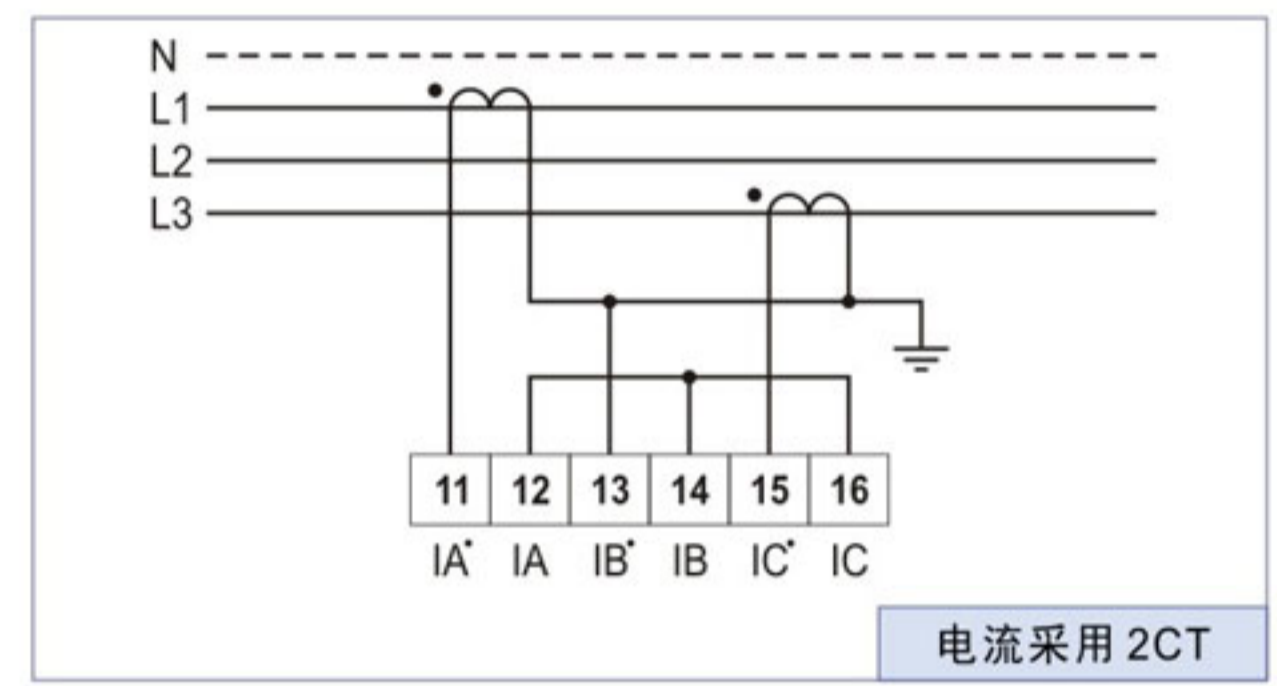 N
L1
L2
L3
11 12 13 14 15 16
IA• IA IB• IB IC• IC
电流采用 2CT